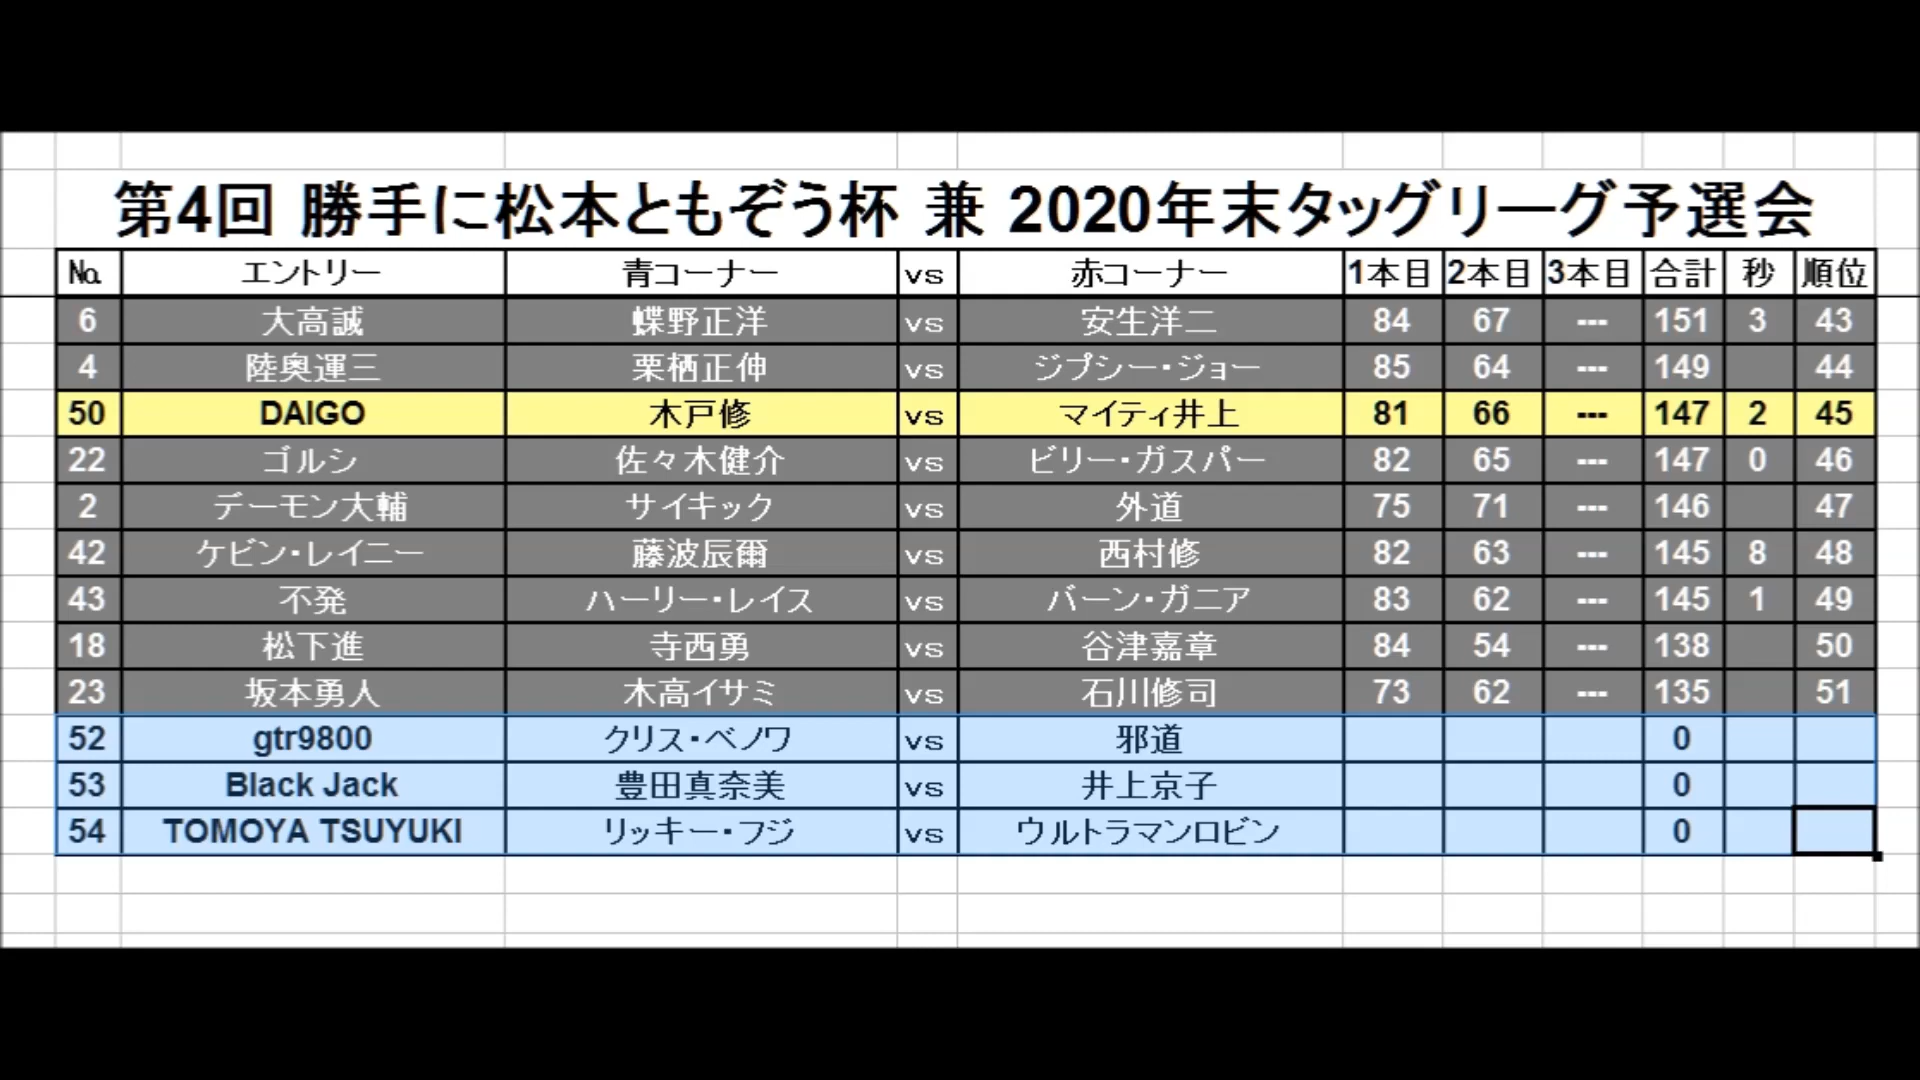 第4回 勝手に松本ともぞう杯 兼 2020年末タッグリーグ予選会
№ エントリー 青コーナー vs 赤コーナー 1本目 2本目 3本目 合計 秒 順位
6 大高誠 蝶野正洋 vs 安生洋二 84 67 --- 151 3 43
4 陸奥運三 栗栖正伸 vs ジプシー・ジョー 85 64 --- 149 44
50 DAIGO 木戸修 vs マイティ井上 81 66 --- 147 2 45
22 ゴルシ 佐々木健介 vs ビリー・ガスパー 82 65 --- 147 0 46
2 デーモン大輔 サイキック vs 外道 75 71 --- 146 47
42 ケビン・レイニー 藤波辰爾 vs 西村修 82 63 --- 145 8 48
43 不発 ハーリー・レイス vs バーン・ガニア 83 62 --- 145 1 49
18 松下進 寺西勇 vs 谷津嘉章 84 54 --- 138 50
23 坂本勇人 木高イサミ vs 石川修司 73 62 --- 135 51
52 gtr9800 クリス・ベノワ vs 邪道 0
53 Black Jack 豊田真奈美 vs 井上京子 0
54 TOMOYA TSUYUKI リッキー・フジ vs ウルトラマンロビン 0